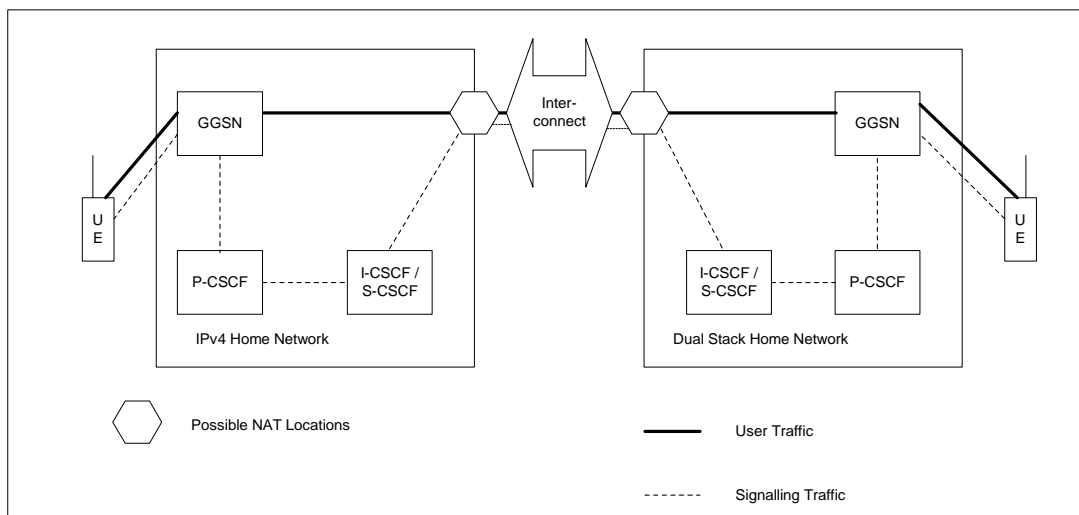 Inter-
connect
GGSN
GGSN
U
E
U
E
P-CSCF
I-CSCF /
S-CSCF
I-CSCF /
S-CSCF
P-CSCF
IPv4 Home Network
Dual Stack Home Network
Possible NAT Locations
User Traffic
Signalling Traffic